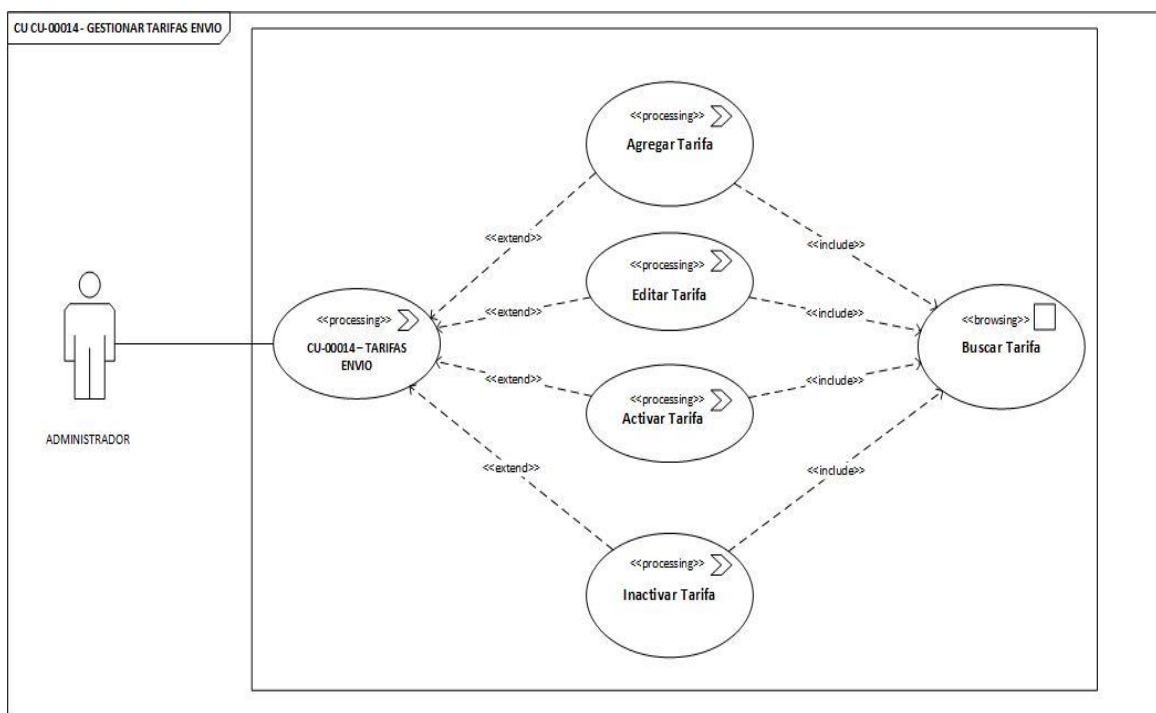 CU CU-00014 - GESTIONAR TARIFAS ENVIO
<<processing>>
Agregar Tarifa
<<extend>>
<<include>>
<<processing>>
Editar Tarifa
<<extend>>
<<include>>
<<processing>>
CU-00014 – TARIFAS
ENVIO
<<browsing>>
Buscar Tarifa
<<extend>>
<<include>>
<<processing>>
Activar Tarifa
ADMINISTRADOR
<<extend>>
<<include>>
<<processing>>
Inactivar Tarifa